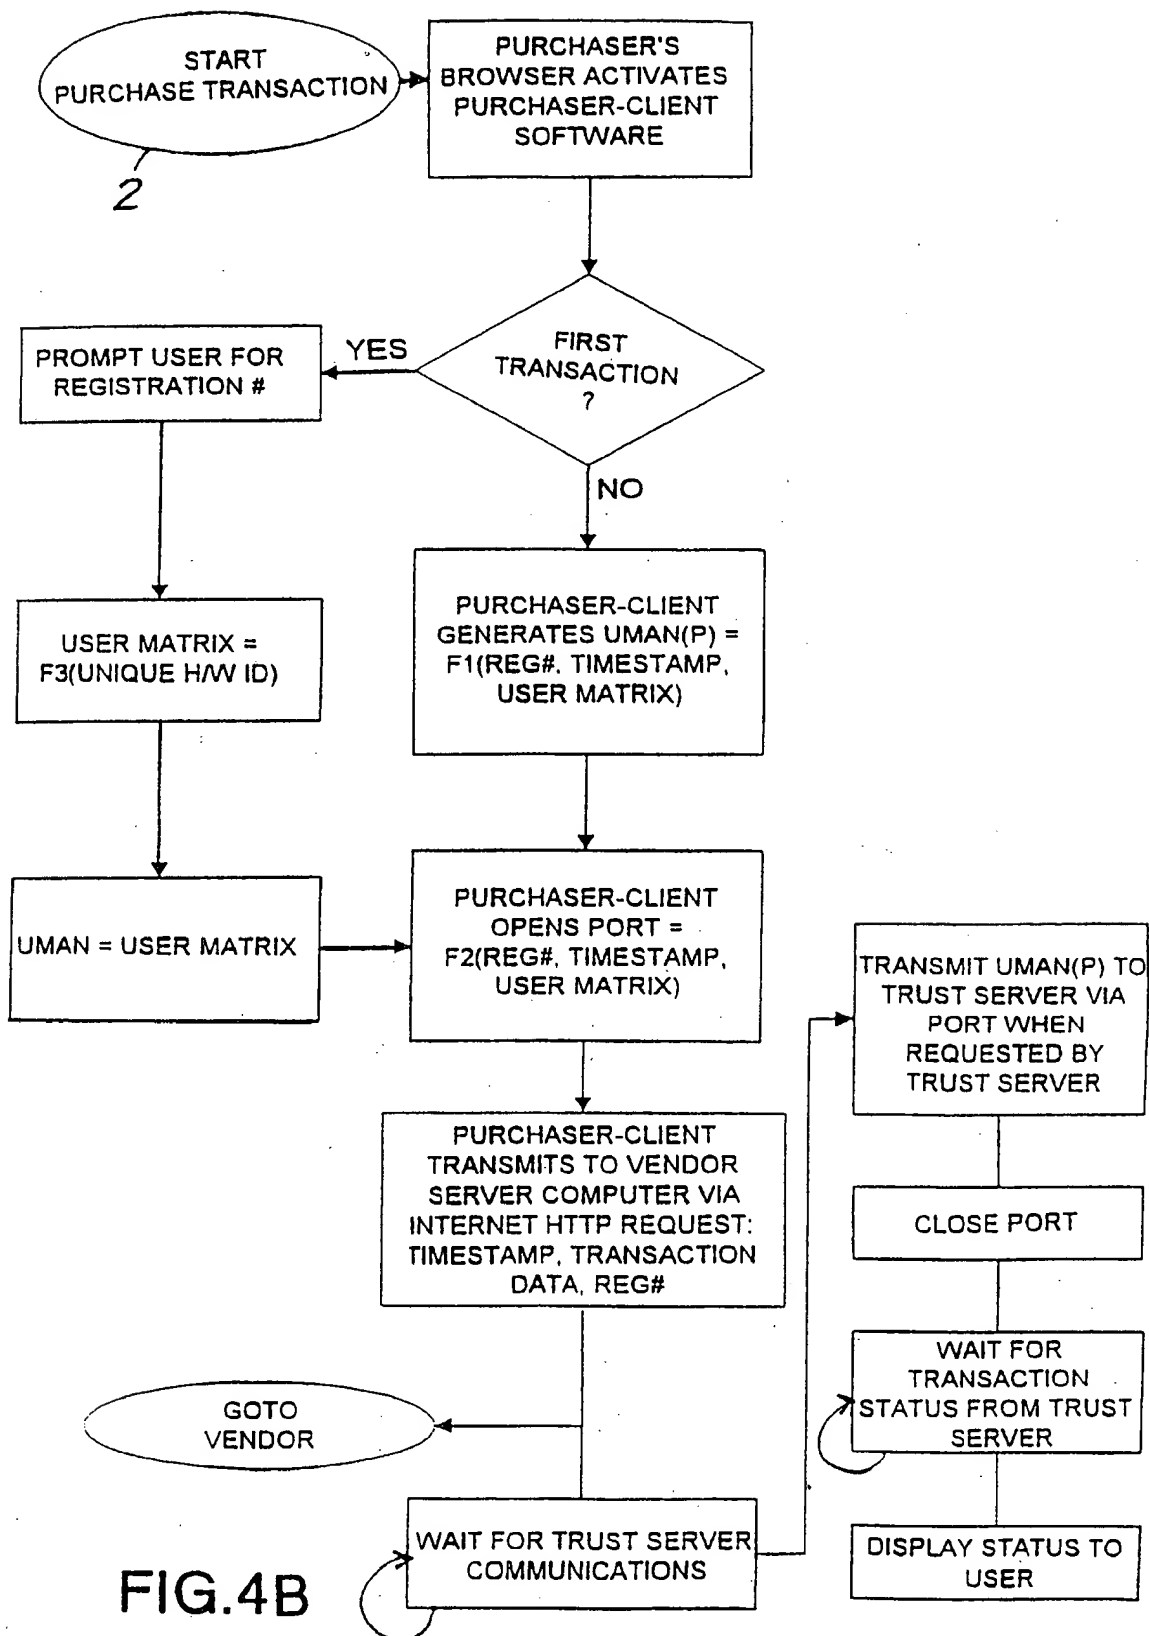 START
PURCHASE TRANSACTION
2
PURCHASER'S
BROWSER ACTIVATES
PURCHASER-CLIENT
SOFTWARE
FIRST
TRANSACTION
?
YES
PROMPT USER FOR
REGISTRATION #
NO
USER MATRIX =
F3(UNIQUE H/W ID)
PURCHASER-CLIENT
GENERATES UMAN(P) =
F1(REG#, TIMESTAMP,
USER MATRIX)
UMAN = USER MATRIX
PURCHASER-CLIENT
OPENS PORT =
F2(REG#, TIMESTAMP,
USER MATRIX)
PURCHASER-CLIENT
TRANSMITS TO VENDOR
SERVER COMPUTER VIA
INTERNET HTTP REQUEST:
TIMESTAMP, TRANSACTION
DATA, REG#
GOTO
VENDOR
WAIT FOR TRUST SERVER
COMMUNICATIONS
TRANSMIT UMAN(P) TO
TRUST SERVER VIA
PORT WHEN
REQUESTED BY
TRUST SERVER
CLOSE PORT
WAIT FOR
TRANSACTION
STATUS FROM TRUST
SERVER
DISPLAY STATUS TO
USER
FIG.4B